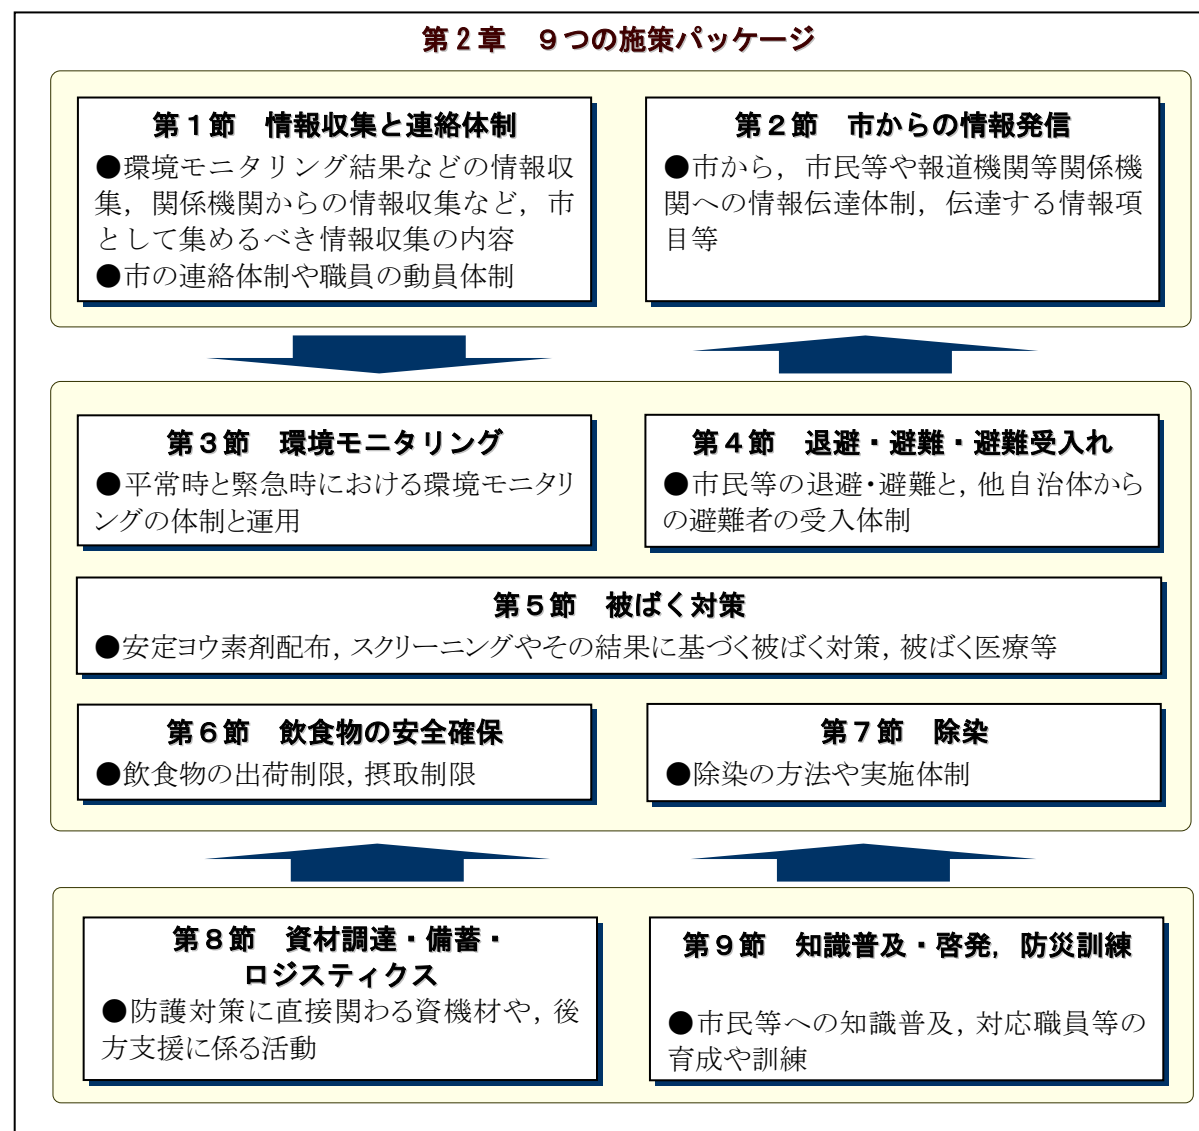 第２章　９つの施策パッケージ
第１節　情報収集と連絡体制
●環境モニタリング結果などの情報収
集，関係機関からの情報収集など，市
として集めるべき情報収集の内容
●市の連絡体制や職員の動員体制
第２節　市からの情報発信
●市から，市民等や報道機関等関係機
関への情報伝達体制，伝達する情報項
目等
第３節　環境モニタリング
●平常時と緊急時における環境モニタリ
ングの体制と運用
第４節　退避・避難・避難受入れ
●市民等の退避・避難と，他自治体から
の避難者の受入体制
第５節　被ばく対策
●安定ヨウ素剤配布，スクリーニングやその結果に基づく被ばく対策，被ばく医療等
第６節　飲食物の安全確保
●飲食物の出荷制限，摂取制限
第７節　除染
●除染の方法や実施体制
第８節　資材調達・備蓄・
ロジスティクス
●防護対策に直接関わる資機材や，後
方支援に係る活動
第９節　知識普及・啓発，防災訓練
●市民等への知識普及，対応職員等の
育成や訓練